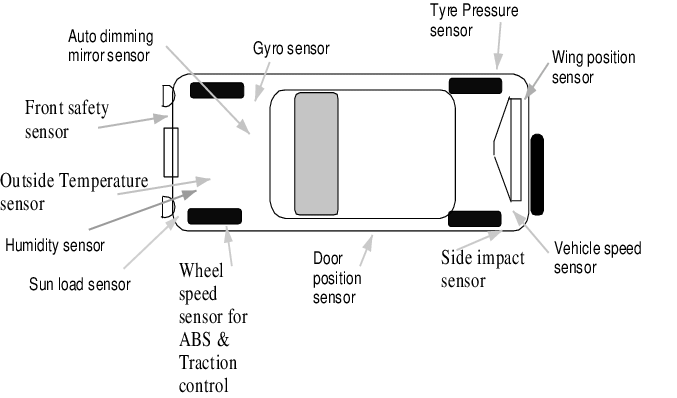 Tyre Pressure
sensor
Auto dimming
mirror sensor
Gyro sensor
Wing position
sensor
Front safety
sensor
Outside Temperature
sensor
Humidity sensor
Sun load sensor
Wheel
speed
sensor for
ABS &
Traction
control
Door
position
sensor
Side impact
sensor
Vehicle speed
sensor